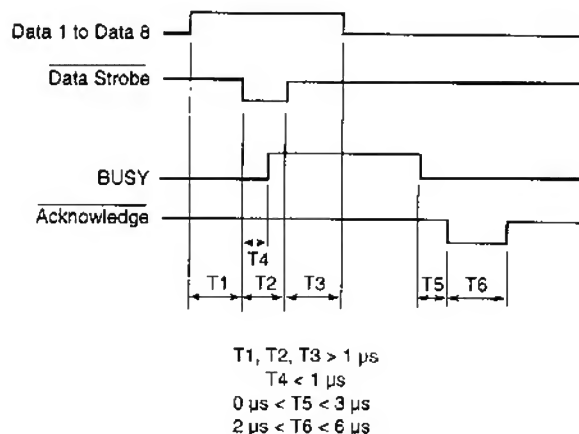 Data 1 to Data 8
Data Strobe
BUSY
Acknowledge
T4
T1 T2 T3 T5 T6
T1, T2, T3 > 1 µs
T4 < 1 µs
0 µs < T5 < 3 µs
2 µs < T6 < 6 µs